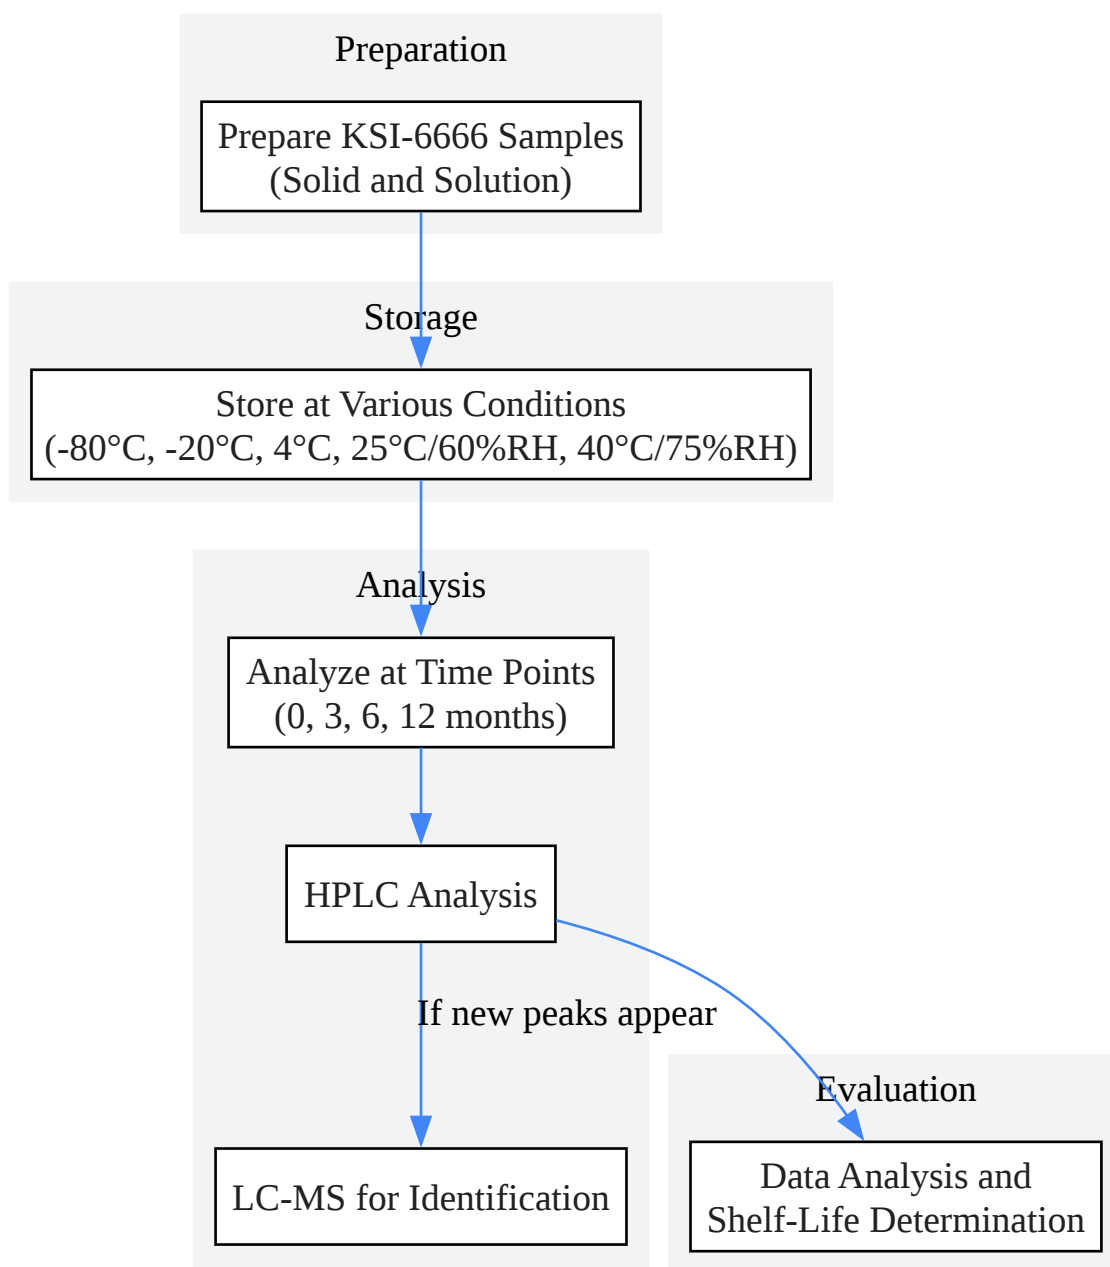 Preparation
Prepare KSI-6666 Samples
(Solid and Solution)
Storage
Store at Various Conditions
(-80°C, -20°C, 4°C, 25°C/60%RH, 40°C/75%RH)
Analysis
Analyze at Time Points
(0, 3, 6, 12 months)
HPLC Analysis
If new peaks appear
LC-MS for Identification
Evaluation
Data Analysis and
Shelf-Life Determination